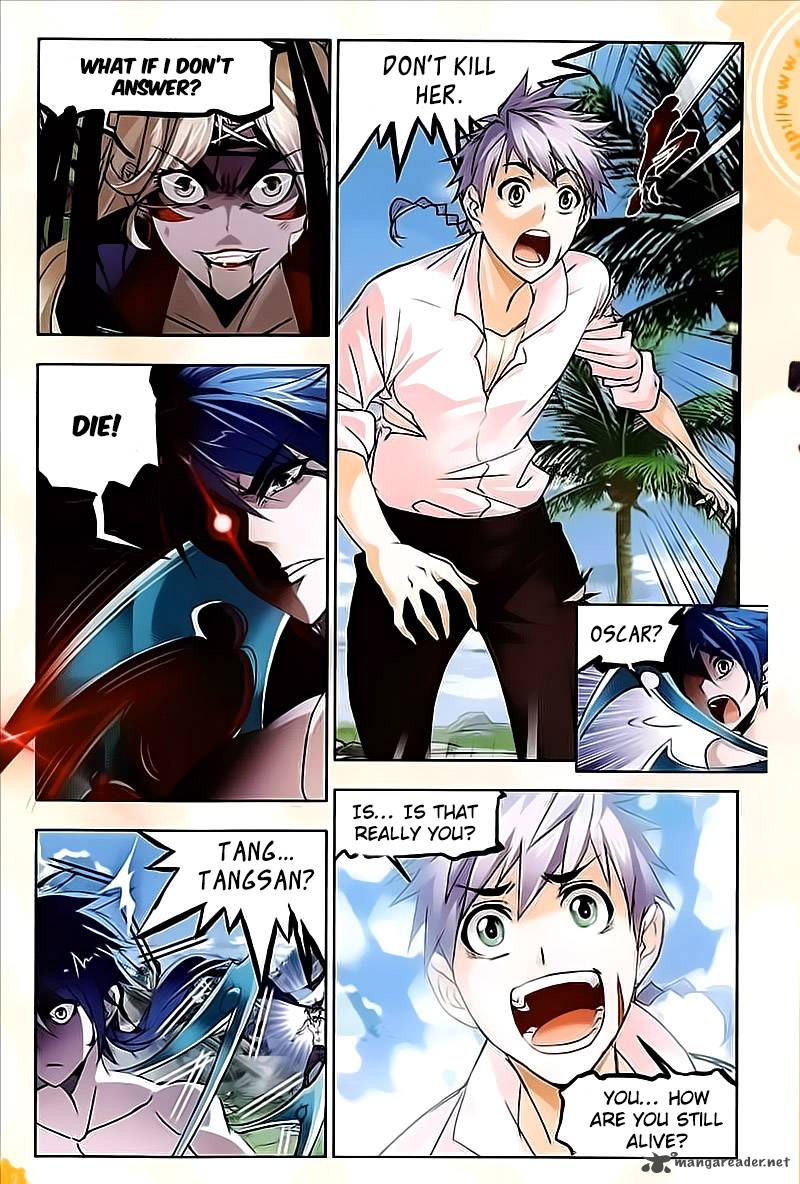 WHAT IF I DON'T
ANSWER?
DIE!
DON'T KILL
HER.
OSCAR?
TANG...
TANGSAN?
IS... IS THAT
REALLY YOU?
YOU... HOW
ARE YOU STILL
ALIVE?
mangareader.net